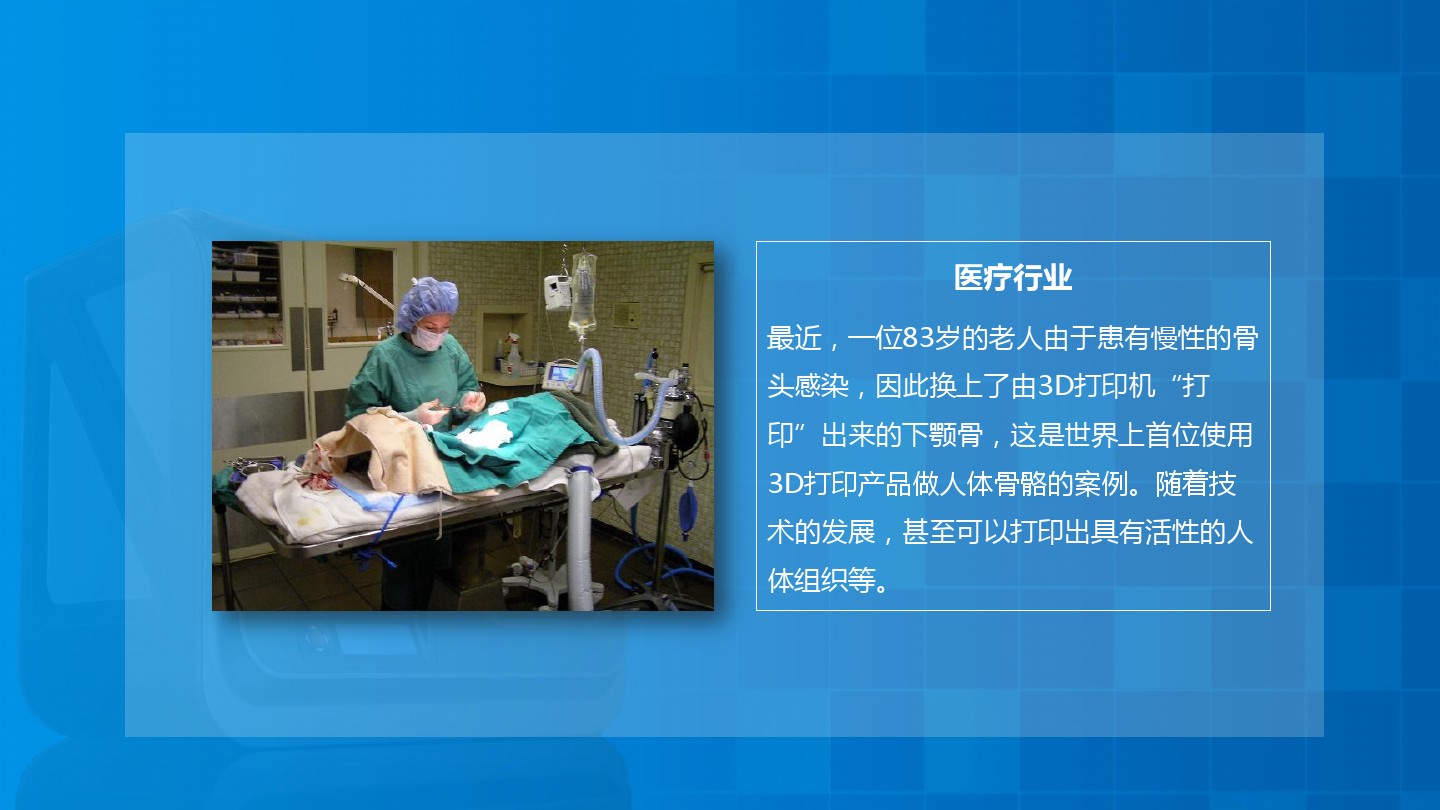 医疗行业
最近，一位83岁的老人由于患有慢性的骨
头感染，因此换上了由3D打印机“打
印”出来的下颚骨，这是世界上首位使用
3D打印产品做人体骨骼的案例。随着技
术的发展，甚至可以打印出具有活性的人
体组织等。